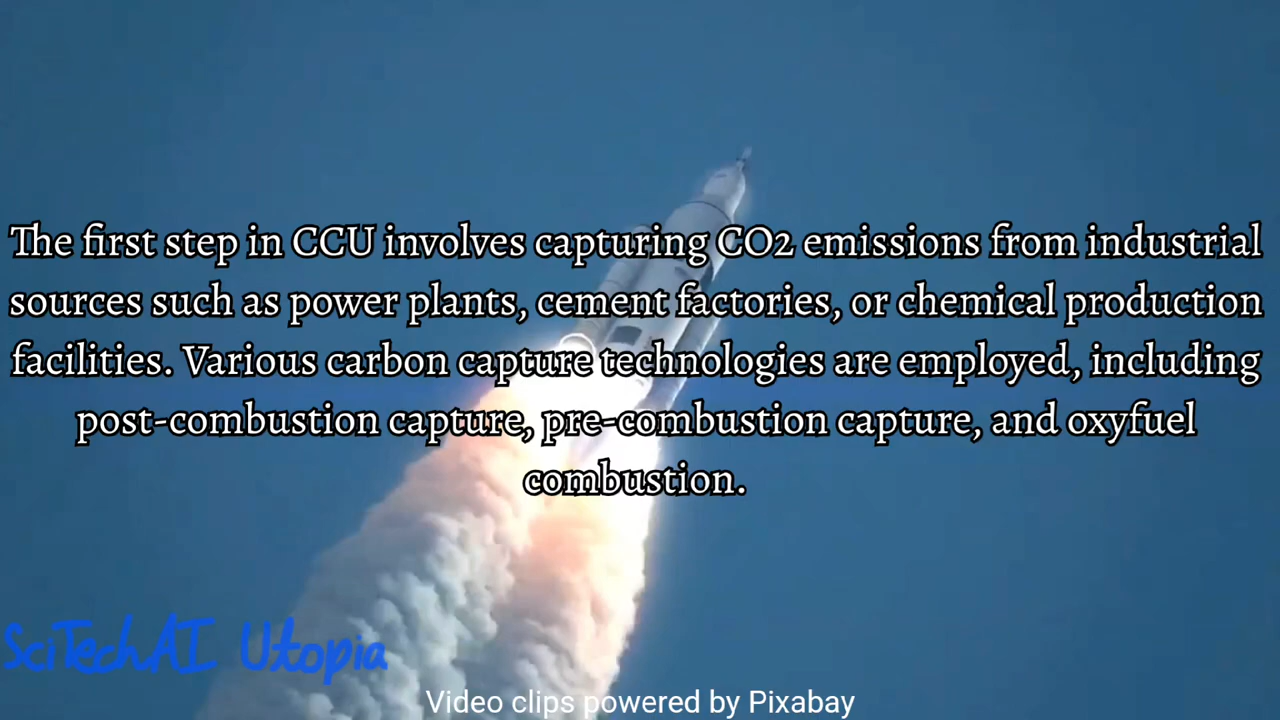 The first step in CCU involves capturing CO2 emissions from industrial
sources such as power plants, cement factories, or chemical production
facilities. Various carbon capture technologies are employed, including
post-combustion capture, pre-combustion capture, and oxyfuel
combustion.
SciTechAI Utopia
Video clips powered by Pixabay